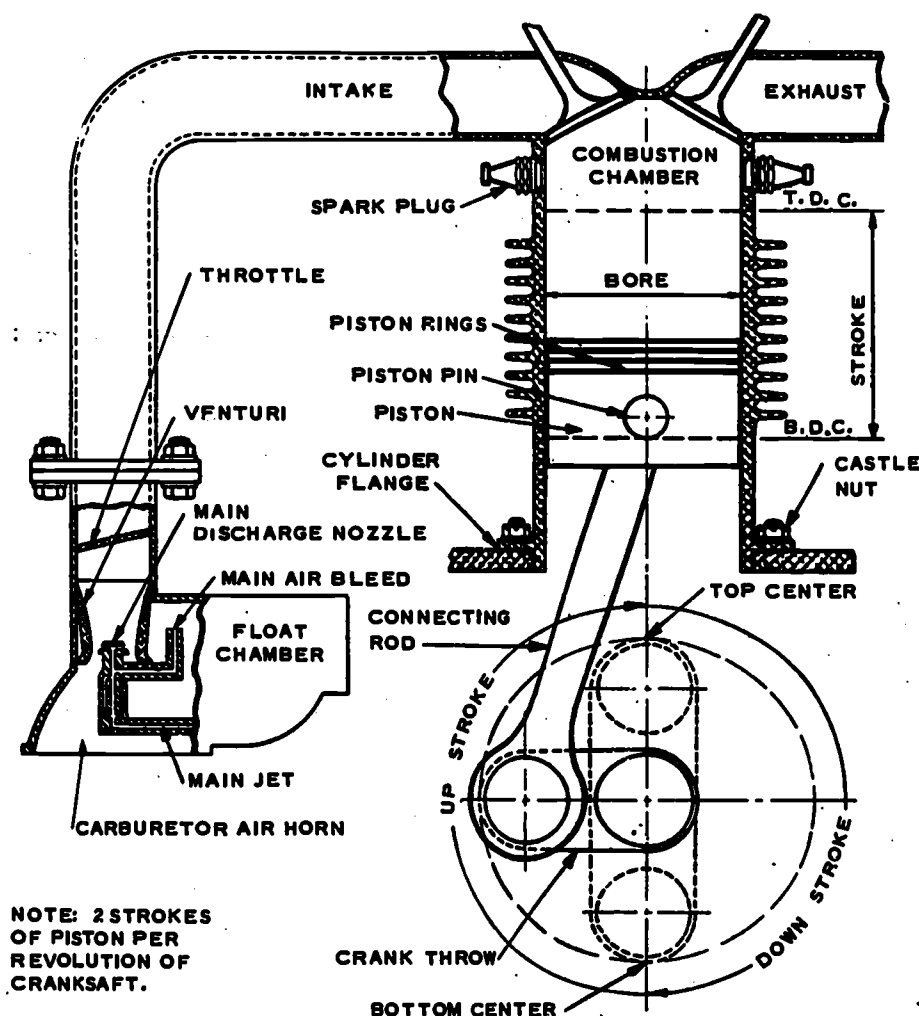 INTAKE
EXHAUST
COMBUSTION
CHAMBER
SPARK PLUG
T. D. C.
THROTTLE
BORE
STROKE
PISTON RINGS
PISTON PIN
VENTURI
PISTON
B. D. C.
CYLINDER
FLANGE
CASTLE
NUT
MAIN
DISCHARGE NOZZLE
MAIN AIR BLEED
TOP CENTER
FLOAT
CHAMBER
CONNECTING
ROD
UP STROKE
MAIN JET
CARBURETOR AIR HORN
DOWN STROKE
NOTE: 2 STROKES
OF PISTON PER
REVOLUTION OF
CRANKSAFT.
CRANK THROW
BOTTOM CENTER